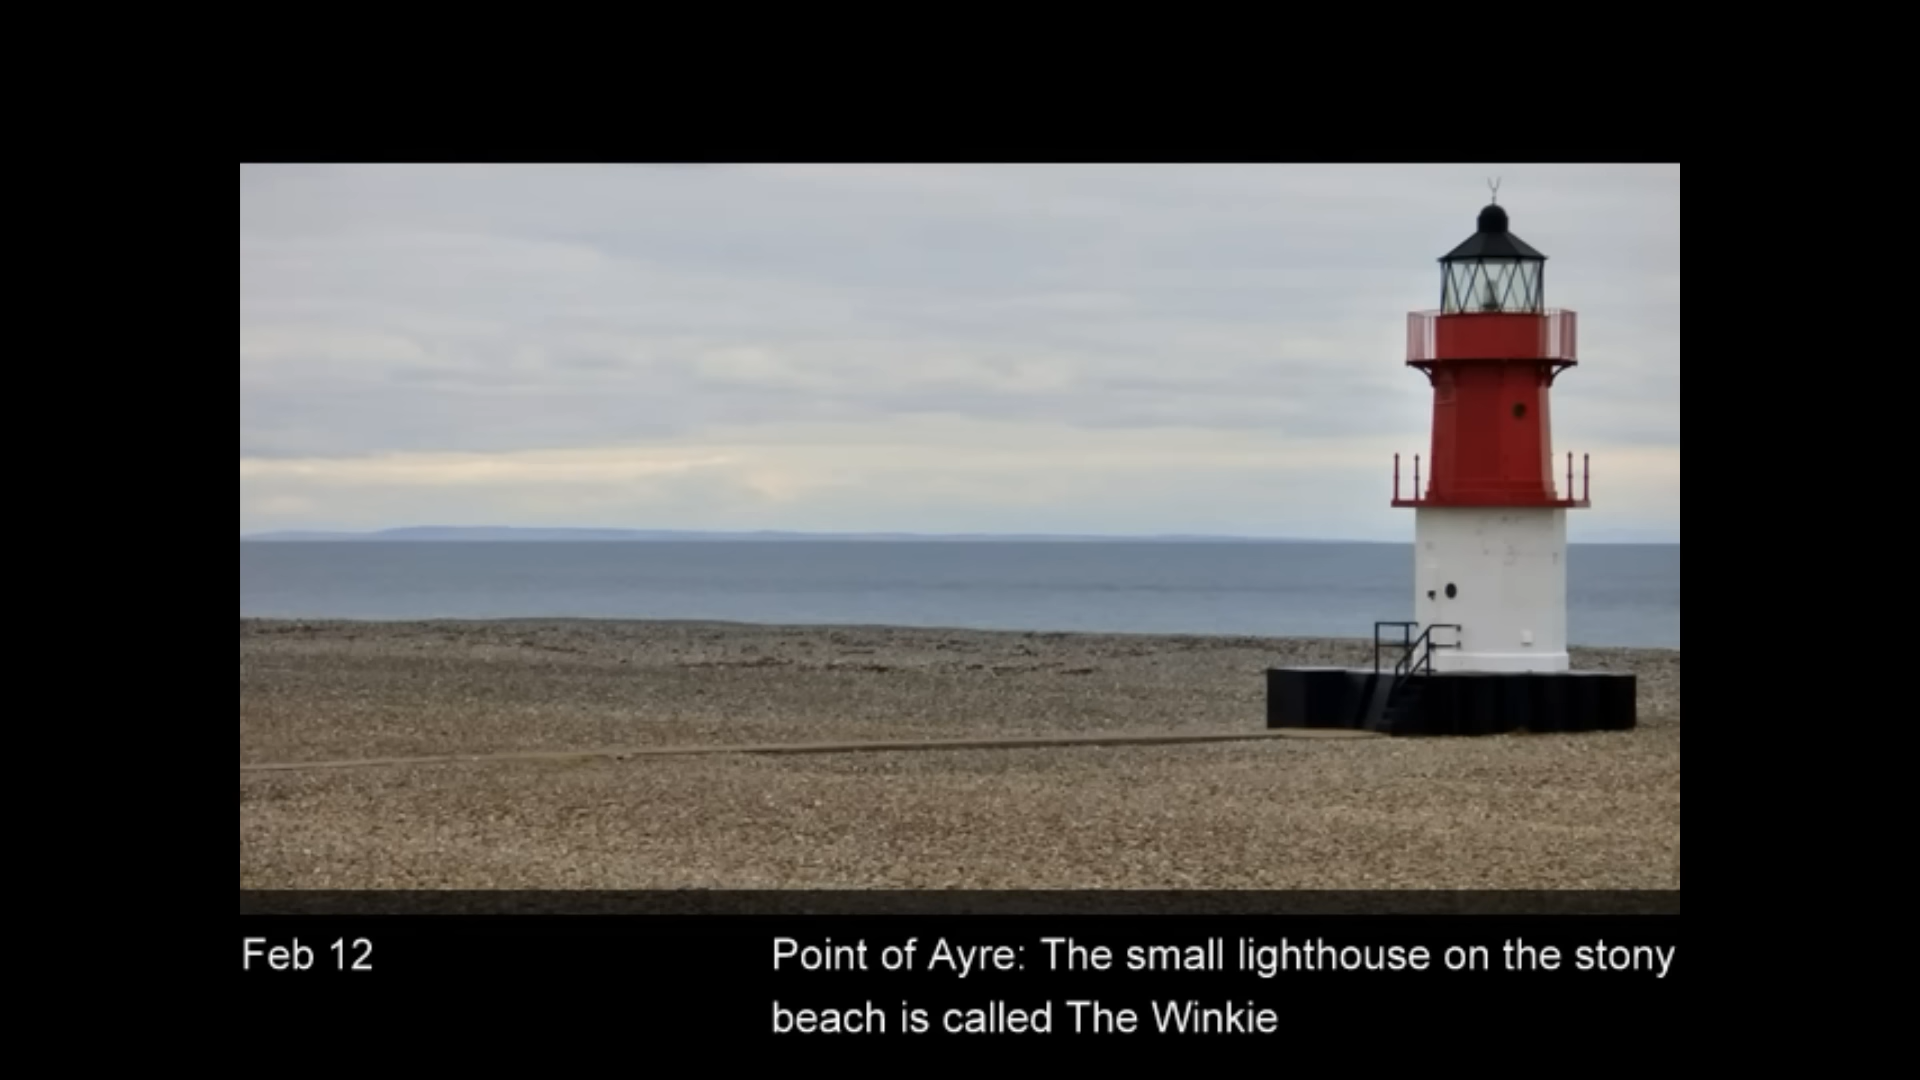 Feb 12
Point of Ayre: The small lighthouse on the stony
beach is called The Winkie